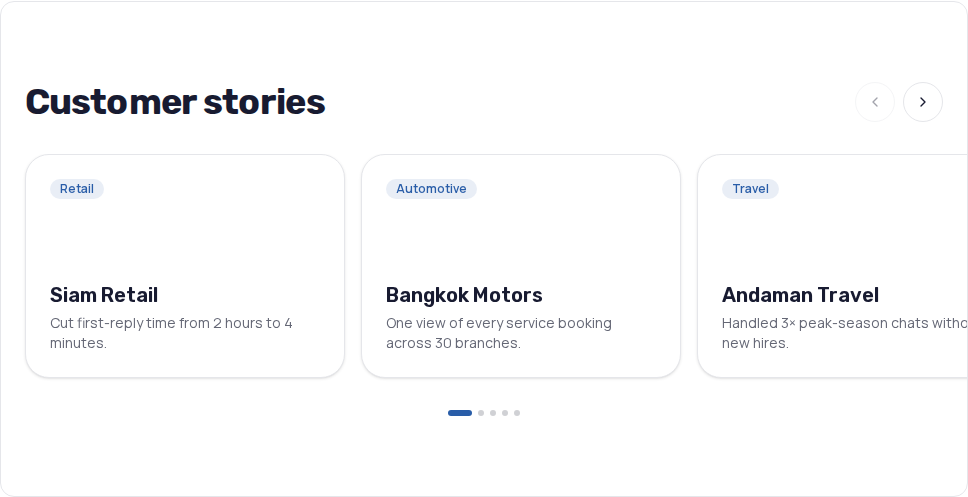 Customer stories
Retail
Siam Retail
Cut first-reply time from 2 hours to 4
minutes.
Automotive
Bangkok Motors
One view of every service booking
across 30 branches.
Travel
Andaman Travel
Handled 3× peak-season chats
new hires.